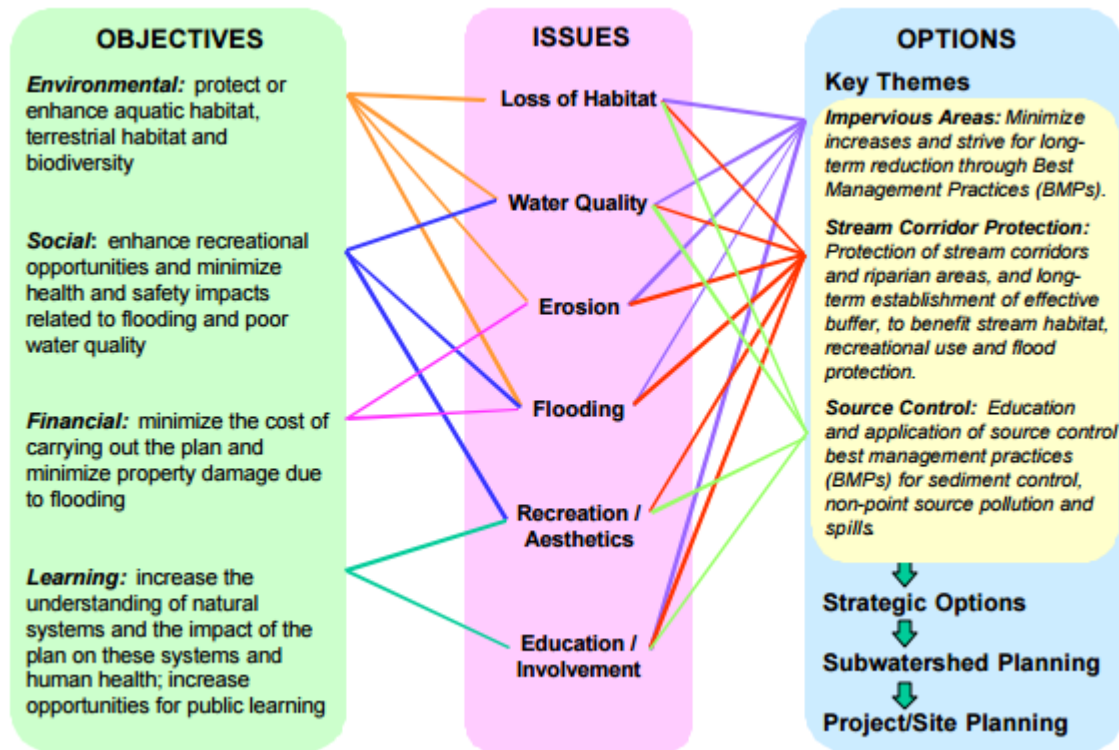 OBJECTIVES
Environmental: protect or
enhance aquatic habitat,
terrestrial habitat and
biodiversity
Social: enhance recreational
opportunities and minimize
health and safety impacts
related to flooding and poor
water quality
Financial: minimize the cost of
carrying out the plan and
minimize property damage due
to flooding
Learning: increase the
understanding of natural
systems and the impact of the
plan on these systems and
human health; increase
opportunities for public learning
ISSUES
Loss of Habitat
Water Quality
Erosion
Flooding
Recreation /
Aesthetics
Education /
Involvement
OPTIONS
Key Themes
Impervious Areas: Minimize
increases and strive for long-
term reduction through Best
Management Practices (BMPs).
Stream Corridor Protection:
Protection of stream corridors
and riparian areas, and long-
term establishment of effective
buffer, to benefit stream habitat,
recreational use and flood
protection.
Source Control: Education
and application of source control
best management practices
(BMPs) for sediment control,
non-point source pollution and
spills.
Strategic Options
Subwatershed Planning
Project/Site Planning